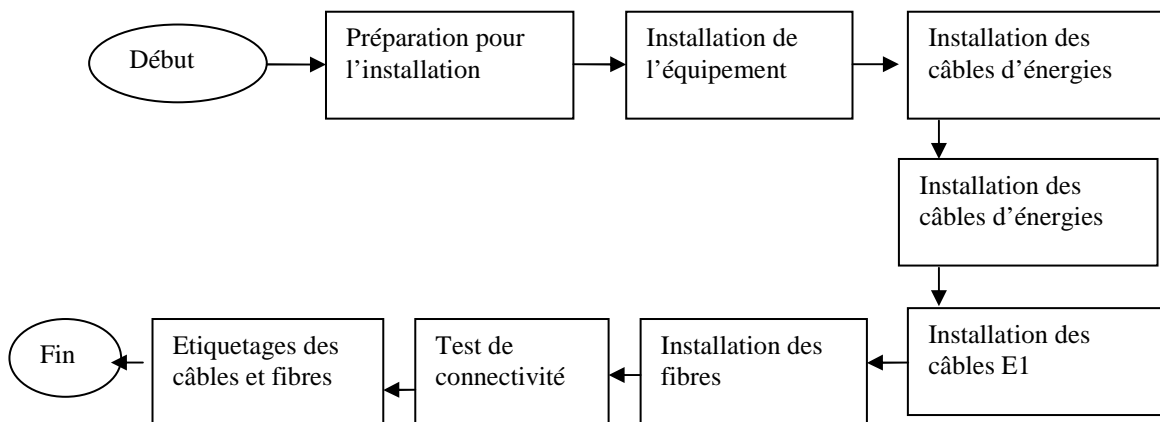 Début
Préparation pour
l’installation
Installation de
l’équipement
Installation des
câbles d’énergies
Installation des
câbles d’énergies
Installation des
câbles E1
Installation des
fibres
Test de
connectivité
Etiquetages des
câbles et fibres
Fin